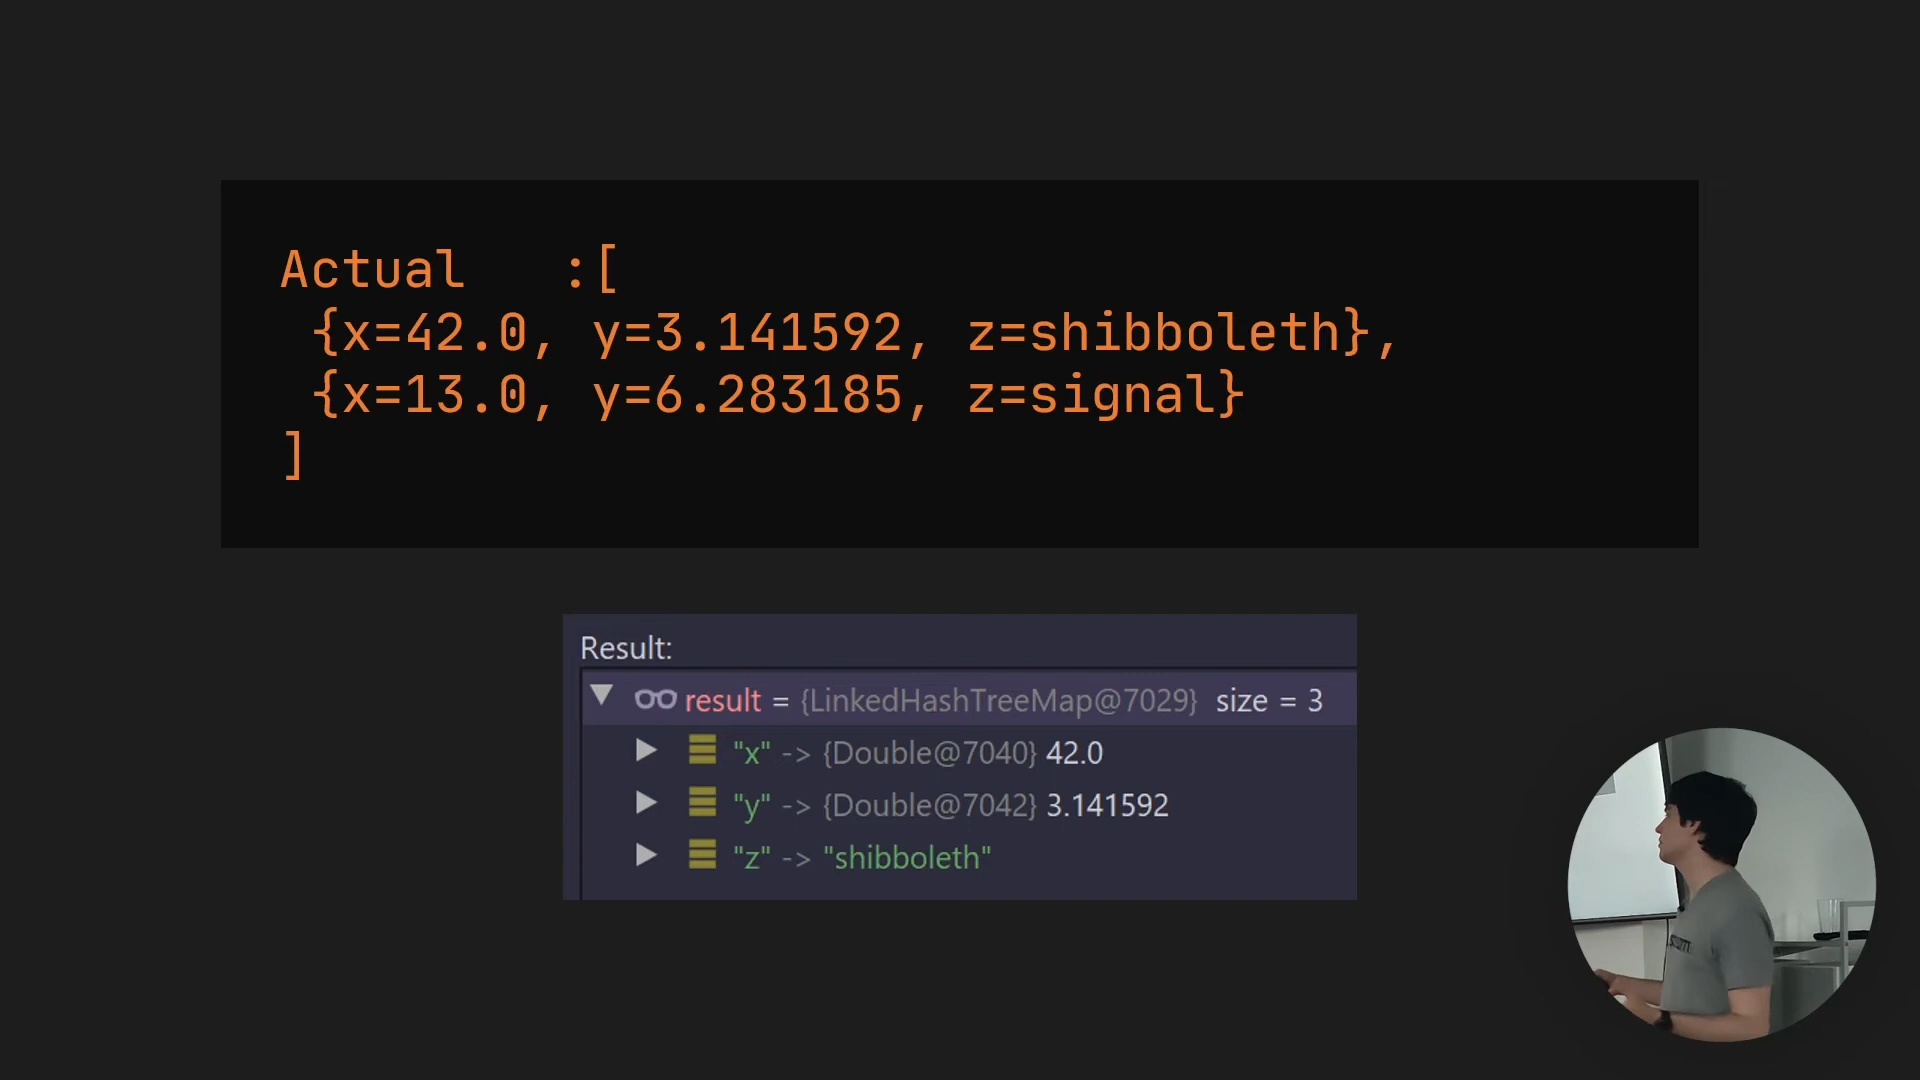 Actual   :[
{x=42.0, y=3.141592, z=shibboleth},
{x=13.0, y=6.283185, z=signal}
]
Result:
result = {LinkedHashTreeMap@7029} size = 3
"x" -> {Double@7040} 42.0
"y" -> {Double@7042} 3.141592
"z" -> "shibboleth"